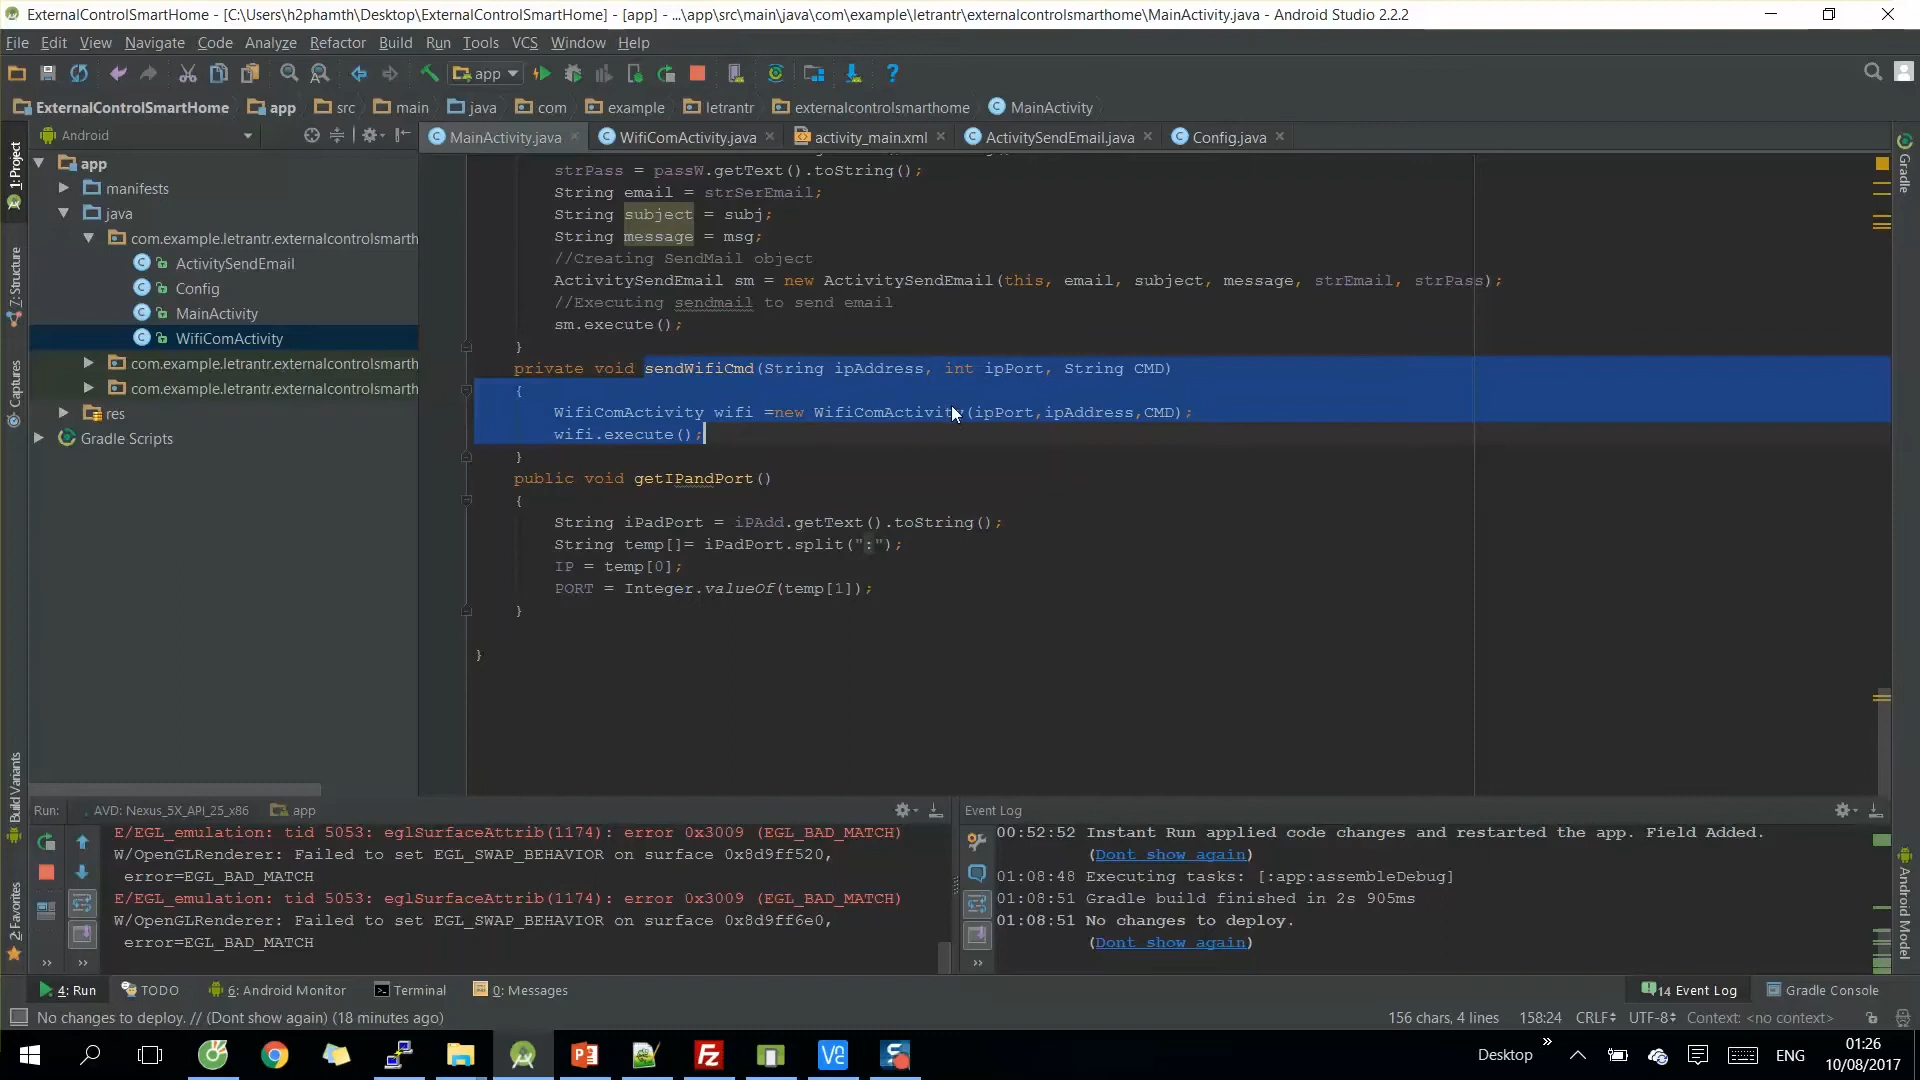 ExternalControlSmartHome - [C:\Users\h2phamth\Desktop\ExternalControlSmartHome] - [app] - ...\app\src\main\java\com\example\letrantr\externalcontrolsmarthome\MainActivity.java - Android Studio 2.2.2
File Edit View Navigate Code Analyze Refactor Build Run Tools VCS Window Help
app
ExternalControlSmartHome app src main java com example letrantr externalcontrolsmarthome MainActivity
Android
MainActivity.java WifiComActivity.java activity_main.xml ActivitySendEmail.java Config.java
1: Project
7: Structure
Captures
Build Variants
2: Favorites
app
manifests
java
com.example.letrantr.externalcontrolsmarth
ActivitySendEmail
Config
MainActivity
WifiComActivity
com.example.letrantr.externalcontrolsmarth
com.example.letrantr.externalcontrolsmarth
res
Gradle Scripts
strPass = passW.getText().toString();
String email = strSerEmail;
String subject = subj;
String message = msg;
//Creating SendMail object
ActivitySendEmail sm = new ActivitySendEmail(this, email, subject, message, strEmail, strPass);
//Executing sendmail to send email
sm.execute();
}
private void sendWifiCmd(String ipAddress, int ipPort, String CMD)
{
WifiComActivity wifi =new WifiComActivity(ipPort,ipAddress,CMD);
wifi.execute();
}
public void getIPandPort()
{
String iPadPort = iPAdd.getText().toString();
String temp[]= iPadPort.split(":");
IP = temp[0];
PORT = Integer.valueOf(temp[1]);
}
}
Gradle
Android Model
Run: AVD: Nexus_5X_API_25_x86 app
E/EGL_emulation: tid 5053: eglSurfaceAttrib(1174): error 0x3009 (EGL_BAD_MATCH)
W/OpenGLRenderer: Failed to set EGL_SWAP_BEHAVIOR on surface 0x8d9ff520,
error=EGL_BAD_MATCH
E/EGL_emulation: tid 5053: eglSurfaceAttrib(1174): error 0x3009 (EGL_BAD_MATCH)
W/OpenGLRenderer: Failed to set EGL_SWAP_BEHAVIOR on surface 0x8d9ff6e0,
error=EGL_BAD_MATCH
Event Log
00:52:52 Instant Run applied code changes and restarted the app. Field Added.
(Dont show again)
01:08:48 Executing tasks: [:app:assembleDebug]
01:08:51 Gradle build finished in 2s 905ms
01:08:51 No changes to deploy.
(Dont show again)
4: Run TODO 6: Android Monitor Terminal 0: Messages 14 Event Log Gradle Console
No changes to deploy. // (Dont show again) (18 minutes ago) 156 chars, 4 lines 158:24 CRLF UTF-8 Context: <no context>
Desktop ENG
01:26
10/08/2017